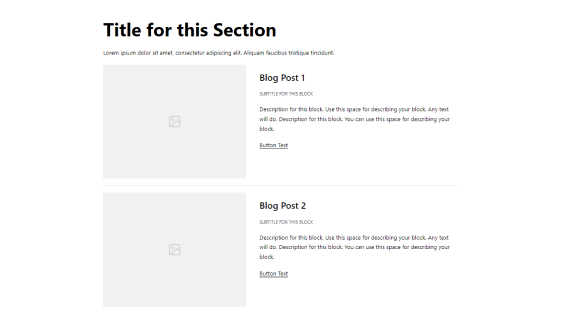 Title for this Section
Lorem ipsum dolor sit amet, consectetur adipiscing elit. Aliquam faucibus tristique tincidunt.
Blog Post 1
SUBTITLE FOR THIS BLOCK
Description for this block. Use this space for describing your block. Any text
will do. Description for this block. You can use this space for describing your
block.
Button Text
Blog Post 2
SUBTITLE FOR THIS BLOCK
Description for this block. Use this space for describing your block. Any text
will do. Description for this block. You can use this space for describing your
block.
Button Text